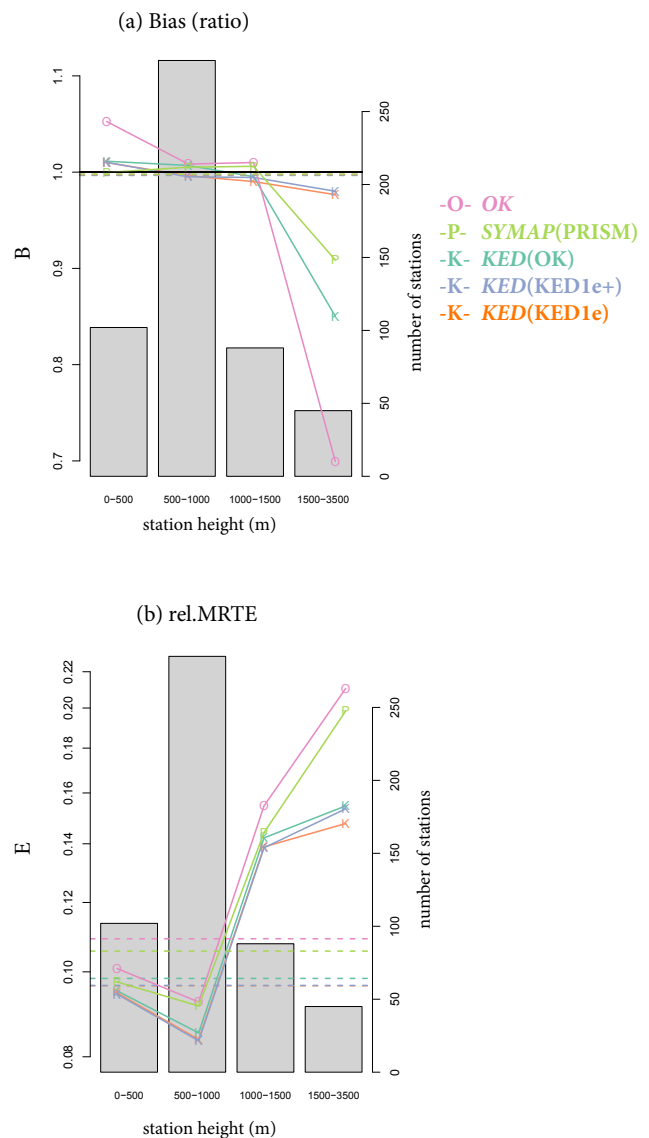 (a) Bias (ratio)
1.1
1.0
0.9
0.8
0.7
B
250
200
150
100
50
0
number of stations
0−500
500−1000
1000−1500
1500−3500
station height (m)
-O- OK
-P- SYMAP(PRISM)
-K- KED(OK)
-K- KED(KED1e+)
-K- KED(KED1e)
(b) rel.MRTE
0.22
0.20
0.18
0.16
0.14
0.12
0.10
0.08
E
250
200
150
100
50
0
number of stations
0−500
500−1000
1000−1500
1500−3500
station height (m)